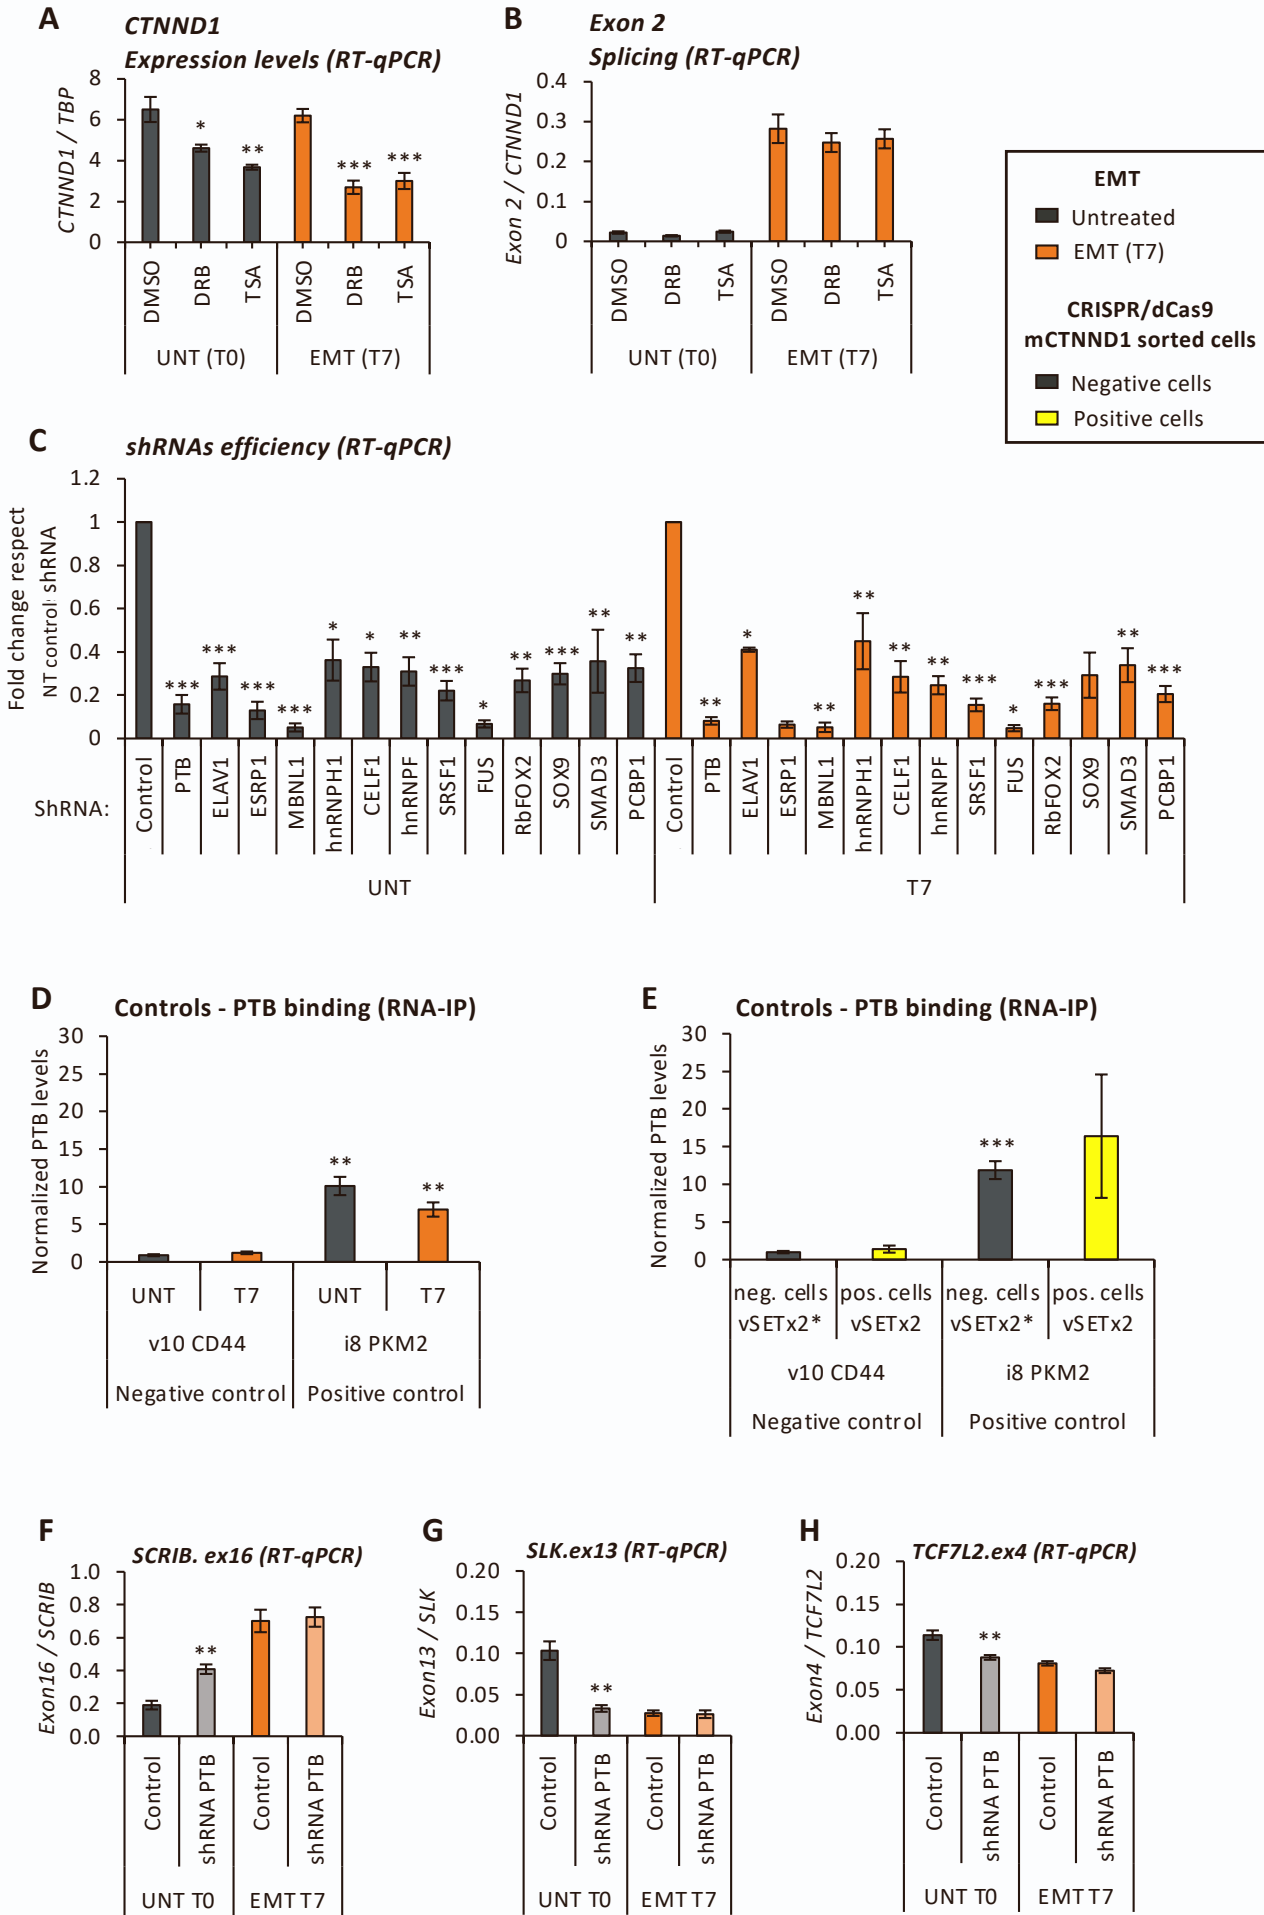 A
CTNND1
Expression levels (RT-qPCR)
CTNND1 / TBP
8
6
4
2
0
*
**
***
***
DMSO
DRB
TSA
DMSO
DRB
TSA
UNT (T0)
EMT (T7)
B
Exon 2
Splicing (RT-qPCR)
Exon 2 / CTNND1
0.4
0.3
0.2
0.1
0
DMSO
DRB
TSA
DMSO
DRB
TSA
UNT (T0)
EMT (T7)
EMT
Untreated
EMT (T7)
CRISPR/dCas9
mCTNND1 sorted cells
Negative cells
Positive cells
C
shRNAs efficiency (RT-qPCR)
Fold change respect
NT control shRNA
1.2
1
0.8
0.6
0.4
0.2
0
***
***
***
***
*
*
**
***
*
**
***
**
**
**
*
**
**
**
**
***
*
***
**
***
ShRNA:
Control
PTB
ELAV1
ESRP1
MBNL1
hnRNPH1
CELF1
hnRNPF
SRSF1
FUS
RbFOX2
SOX9
SMAD3
PCBP1
Control
PTB
ELAV1
ESRP1
MBNL1
hnRNPH1
CELF1
hnRNPF
SRSF1
FUS
RbFOX2
SOX9
SMAD3
PCBP1
UNT
T7
D
Controls - PTB binding (RNA-IP)
Normalized PTB levels
30
25
20
15
10
5
0
**
**
UNT
T7
UNT
T7
v10 CD44
i8 PKM2
Negative control
Positive control
E
Controls - PTB binding (RNA-IP)
Normalized PTB levels
30
25
20
15
10
5
0
***
neg. cells
vSETx2*
pos. cells
vSETx2
neg. cells
vSETx2*
pos. cells
vSETx2
v10 CD44
i8 PKM2
Negative control
Positive control
F
SCRIB. ex16 (RT-qPCR)
Exon16 / SCRIB
1.0
0.8
0.6
0.4
0.2
0.0
**
Control
shRNA PTB
Control
shRNA PTB
UNT T0
EMT T7
G
SLK.ex13 (RT-qPCR)
Exon13 / SLK
0.20
0.15
0.10
0.05
0.00
**
Control
shRNA PTB
Control
shRNA PTB
UNT T0
EMT T7
H
TCF7L2.ex4 (RT-qPCR)
Exon4 / TCF7L2
0.20
0.15
0.10
0.05
0.00
**
Control
shRNA PTB
Control
shRNA PTB
UNT T0
EMT T7